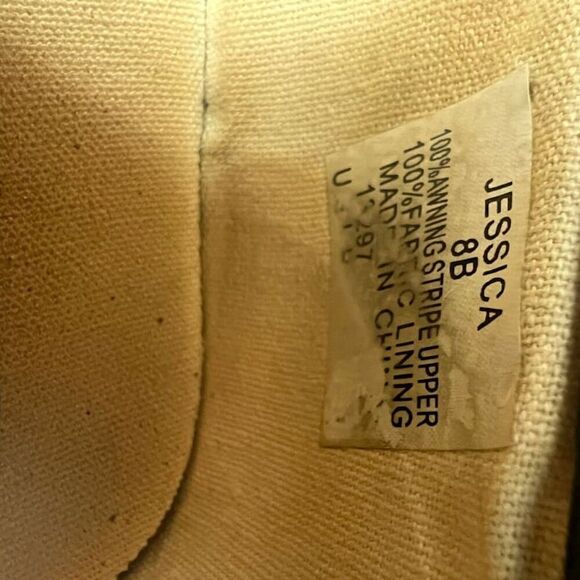 JESSICA
8B
100%AWNING STRIPE UPPER
100%FABRIC LINING
MADE IN CHINA